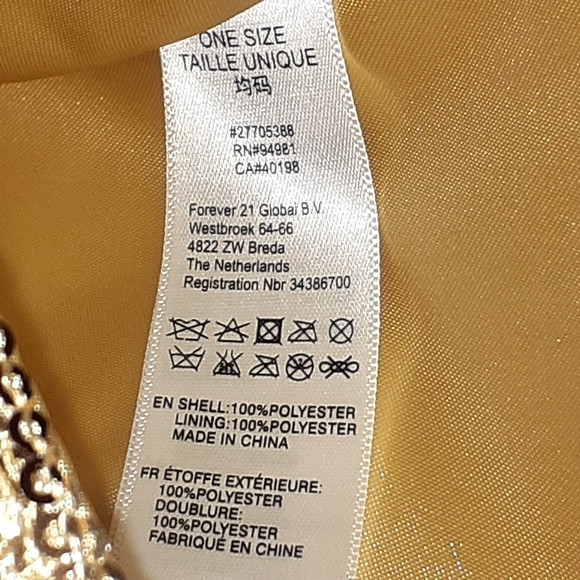 ONE SIZE
TAILLE UNIQUE
均码
#27705388
RN#94981
CA#40198
Forever 21 Global B.V.
Westbroek 64-66
4822 ZW Breda
The Netherlands
Registration Nbr 34386700
EN SHELL:100%POLYESTER
LINING:100%POLYESTER
MADE IN CHINA
FR ÉTOFFE EXTÉRIEURE:
100%POLYESTER
DOUBLURE:
100%POLYESTER
FABRIQUÉ EN CHINE